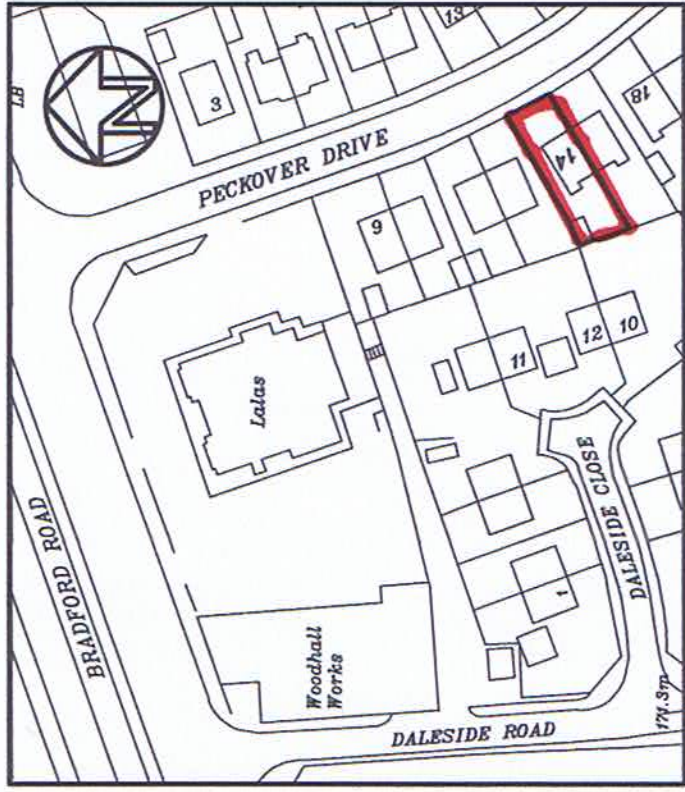 LB
N
3
13
PECKOVER DRIVE
18
14
9
Lalas
11
12
10
BRADFORD ROAD
DALESIDE CLOSE
1
Woodhall
Works
DALESIDE ROAD
171.3m